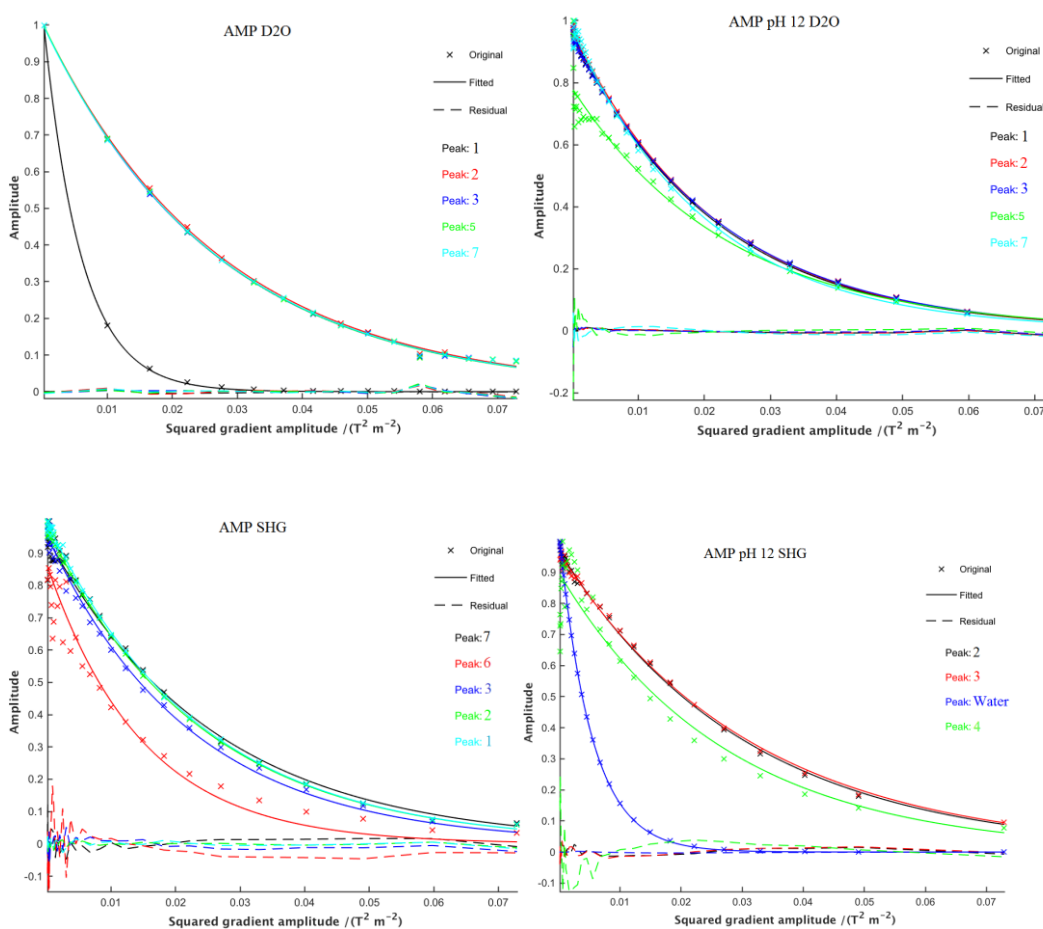 AMP D2O
1
0.9
0.8
0.7
0.6
0.5
0.4
0.3
0.2
0.1
0
Amplitude
Original
Fitted
Residual
Peak: 1
Peak: 2
Peak: 3
Peak: 5
Peak: 7
0.01 0.02 0.03 0.04 0.05 0.06 0.07
Squared gradient amplitude /(T² m⁻²)
AMP pH 12 D2O
1
0.8
0.6
0.4
0.2
0
-0.2
Amplitude
Original
Fitted
Residual
Peak: 1
Peak: 2
Peak: 3
Peak: 5
Peak: 7
0.01 0.02 0.03 0.04 0.05 0.06 0.07
Squared gradient amplitude /(T² m⁻²)
AMP SHG
0.9
0.8
0.7
0.6
0.5
0.4
0.3
0.2
0.1
0
-0.1
Amplitude
Original
Fitted
Residual
Peak: 7
Peak: 6
Peak: 3
Peak: 2
Peak: 1
0.01 0.02 0.03 0.04 0.05 0.06 0.07
Squared gradient amplitude /(T² m⁻²)
AMP pH 12 SHG
0.9
0.8
0.7
0.6
0.5
0.4
0.3
0.2
0.1
0
-0.1
Amplitude
Original
Fitted
Residual
Peak: 2
Peak: 3
Peak: Water
Peak: 4
0.01 0.02 0.03 0.04 0.05 0.06 0.07
Squared gradient amplitude /(T² m⁻²)